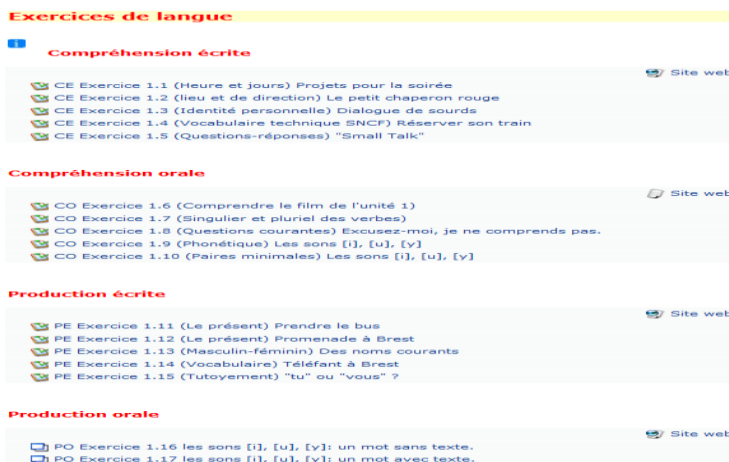 Exercices de langue
Compréhension écrite
Site web
CE Exercice 1.1 (Heure et jours) Projets pour la soirée
CE Exercice 1.2 (lieu et de direction) Le petit chaperon rouge
CE Exercice 1.3 (Identité personnelle) Dialogue de sourds
CE Exercice 1.4 (Vocabulaire technique SNCF) Réserver son train
CE Exercice 1.5 (Questions-réponses) "Small Talk"
Compréhension orale
Site web
CO Exercice 1.6 (Comprendre le film de l'unité 1)
CO Exercice 1.7 (Singulier et pluriel des verbes)
CO Exercice 1.8 (Questions courantes) Excusez-moi, je ne comprends pas.
CO Exercice 1.9 (Phonétique) Les sons [i], [u], [y]
CO Exercice 1.10 (Paires minimales) Les sons [i], [u], [y]
Production écrite
Site web
PE Exercice 1.11 (Le présent) Prendre le bus
PE Exercice 1.12 (Le présent) Promenade à Brest
PE Exercice 1.13 (Masculin-féminin) Des noms courants
PE Exercice 1.14 (Vocabulaire) Téléfant à Brest
PE Exercice 1.15 (Tutoyement) "tu" ou "vous" ?
Production orale
Site web
PO Exercice 1.16 les sons [i], [u], [y]: un mot sans texte.
PO Exercice 1.17 les sons [i], [u], [y]: un mot avec texte.